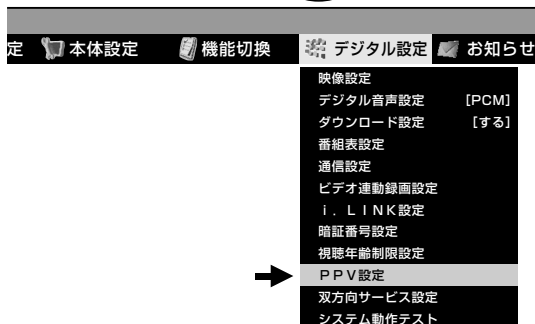 定 本体設定 機能切換 デジタル設定 お知らせ
映像設定
デジタル音声設定 [PCM]
ダウンロード設定 [する]
番組表設定
通信設定
ビデオ連動録画設定
i．LINK設定
暗証番号設定
視聴年齢制限設定
PPV設定
双方向サービス設定
システム動作テスト